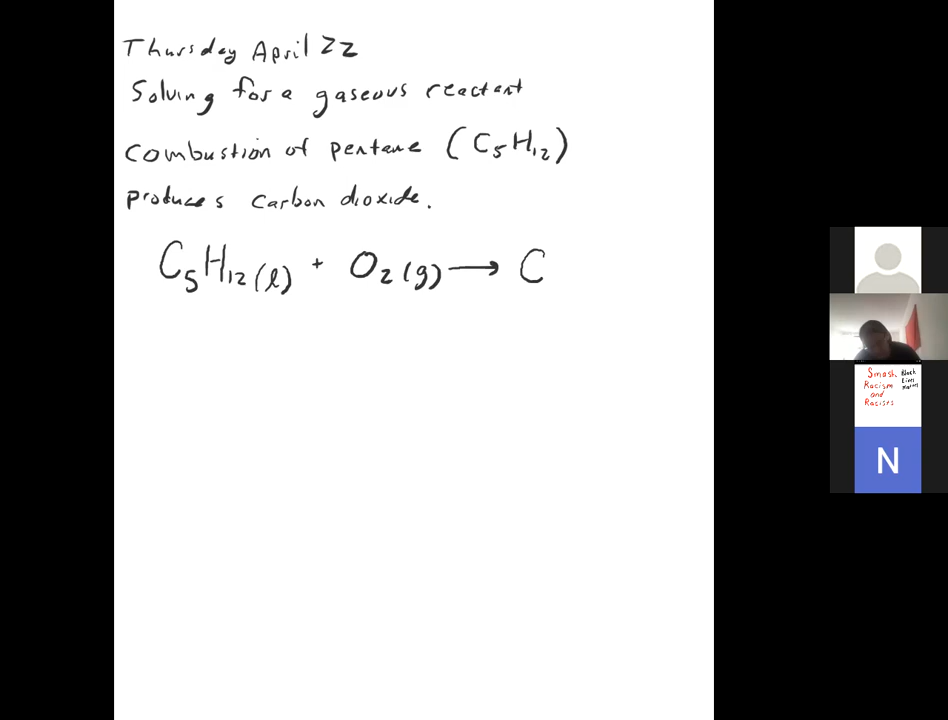 Thursday April 22
Solving for a gaseous reactant
combustion of pentane (C₅H₁₂)
produces carbon dioxide.
C₅H₁₂(l) + O₂(g) ⟶ C
Smash
Racism
and
Racists
Black
Lives
Matter
N